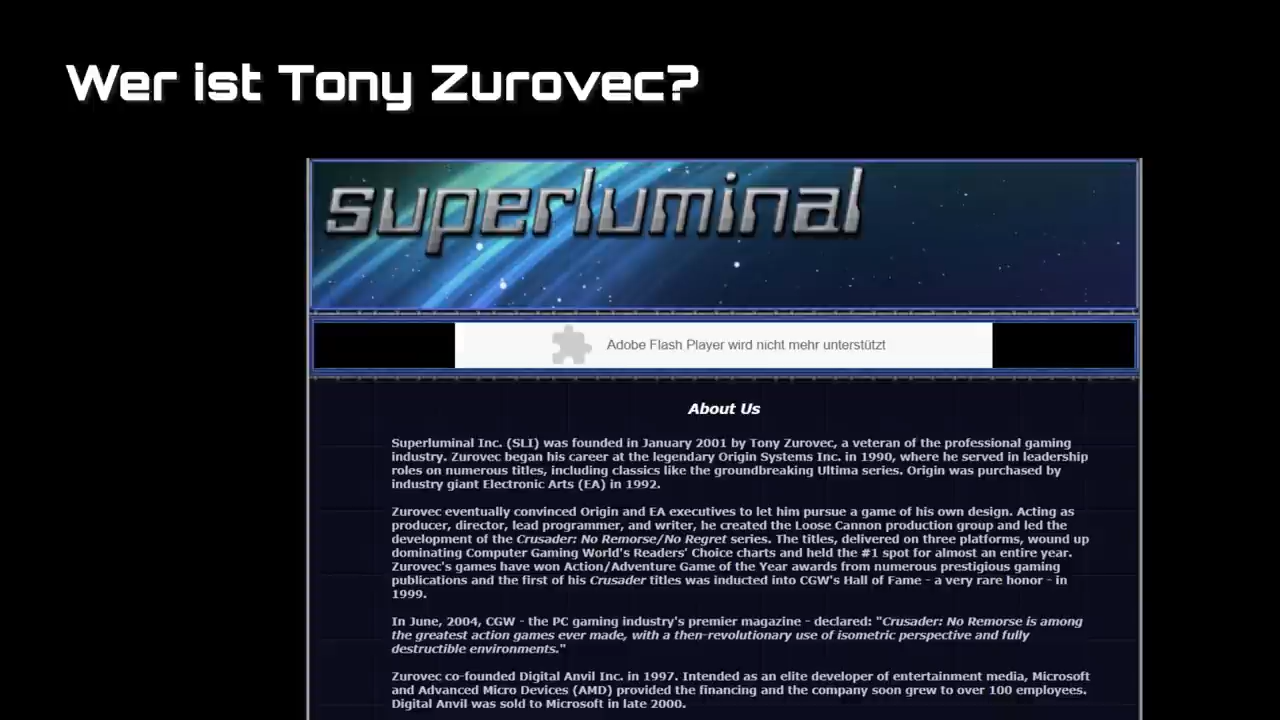 Wer ist Tony Zurovec?
superluminal
Adobe Flash Player wird nicht mehr unterstützt
About Us
Superluminal Inc. (SLI) was founded in January 2001 by Tony Zurovec, a veteran of the professional gaming
industry. Zurovec began his career at the legendary Origin Systems Inc. in 1990, where he served in leadership
roles on numerous titles, including classics like the groundbreaking Ultima series. Origin was purchased by
industry giant Electronic Arts (EA) in 1992.
Zurovec eventually convinced Origin and EA executives to let him pursue a game of his own design. Acting as
producer, director, lead programmer, and writer, he created the Loose Cannon production group and led the
development of the Crusader: No Remorse/No Regret series. The titles, delivered on three platforms, wound up
dominating Computer Gaming World's Readers' Choice charts and held the #1 spot for almost an entire year.
Zurovec's games have won Action/Adventure Game of the Year awards from numerous prestigious gaming
publications and the first of his Crusader titles was inducted into CGW's Hall of Fame - a very rare honor - in
1999.
In June, 2004, CGW - the PC gaming industry's premier magazine - declared: "Crusader: No Remorse is among
the greatest action games ever made, with a then-revolutionary use of isometric perspective and fully
destructible environments."
Zurovec co-founded Digital Anvil Inc. in 1997. Intended as an elite developer of entertainment media, Microsoft
and Advanced Micro Devices (AMD) provided the financing and the company soon grew to over 100 employees.
Digital Anvil was sold to Microsoft in late 2000.